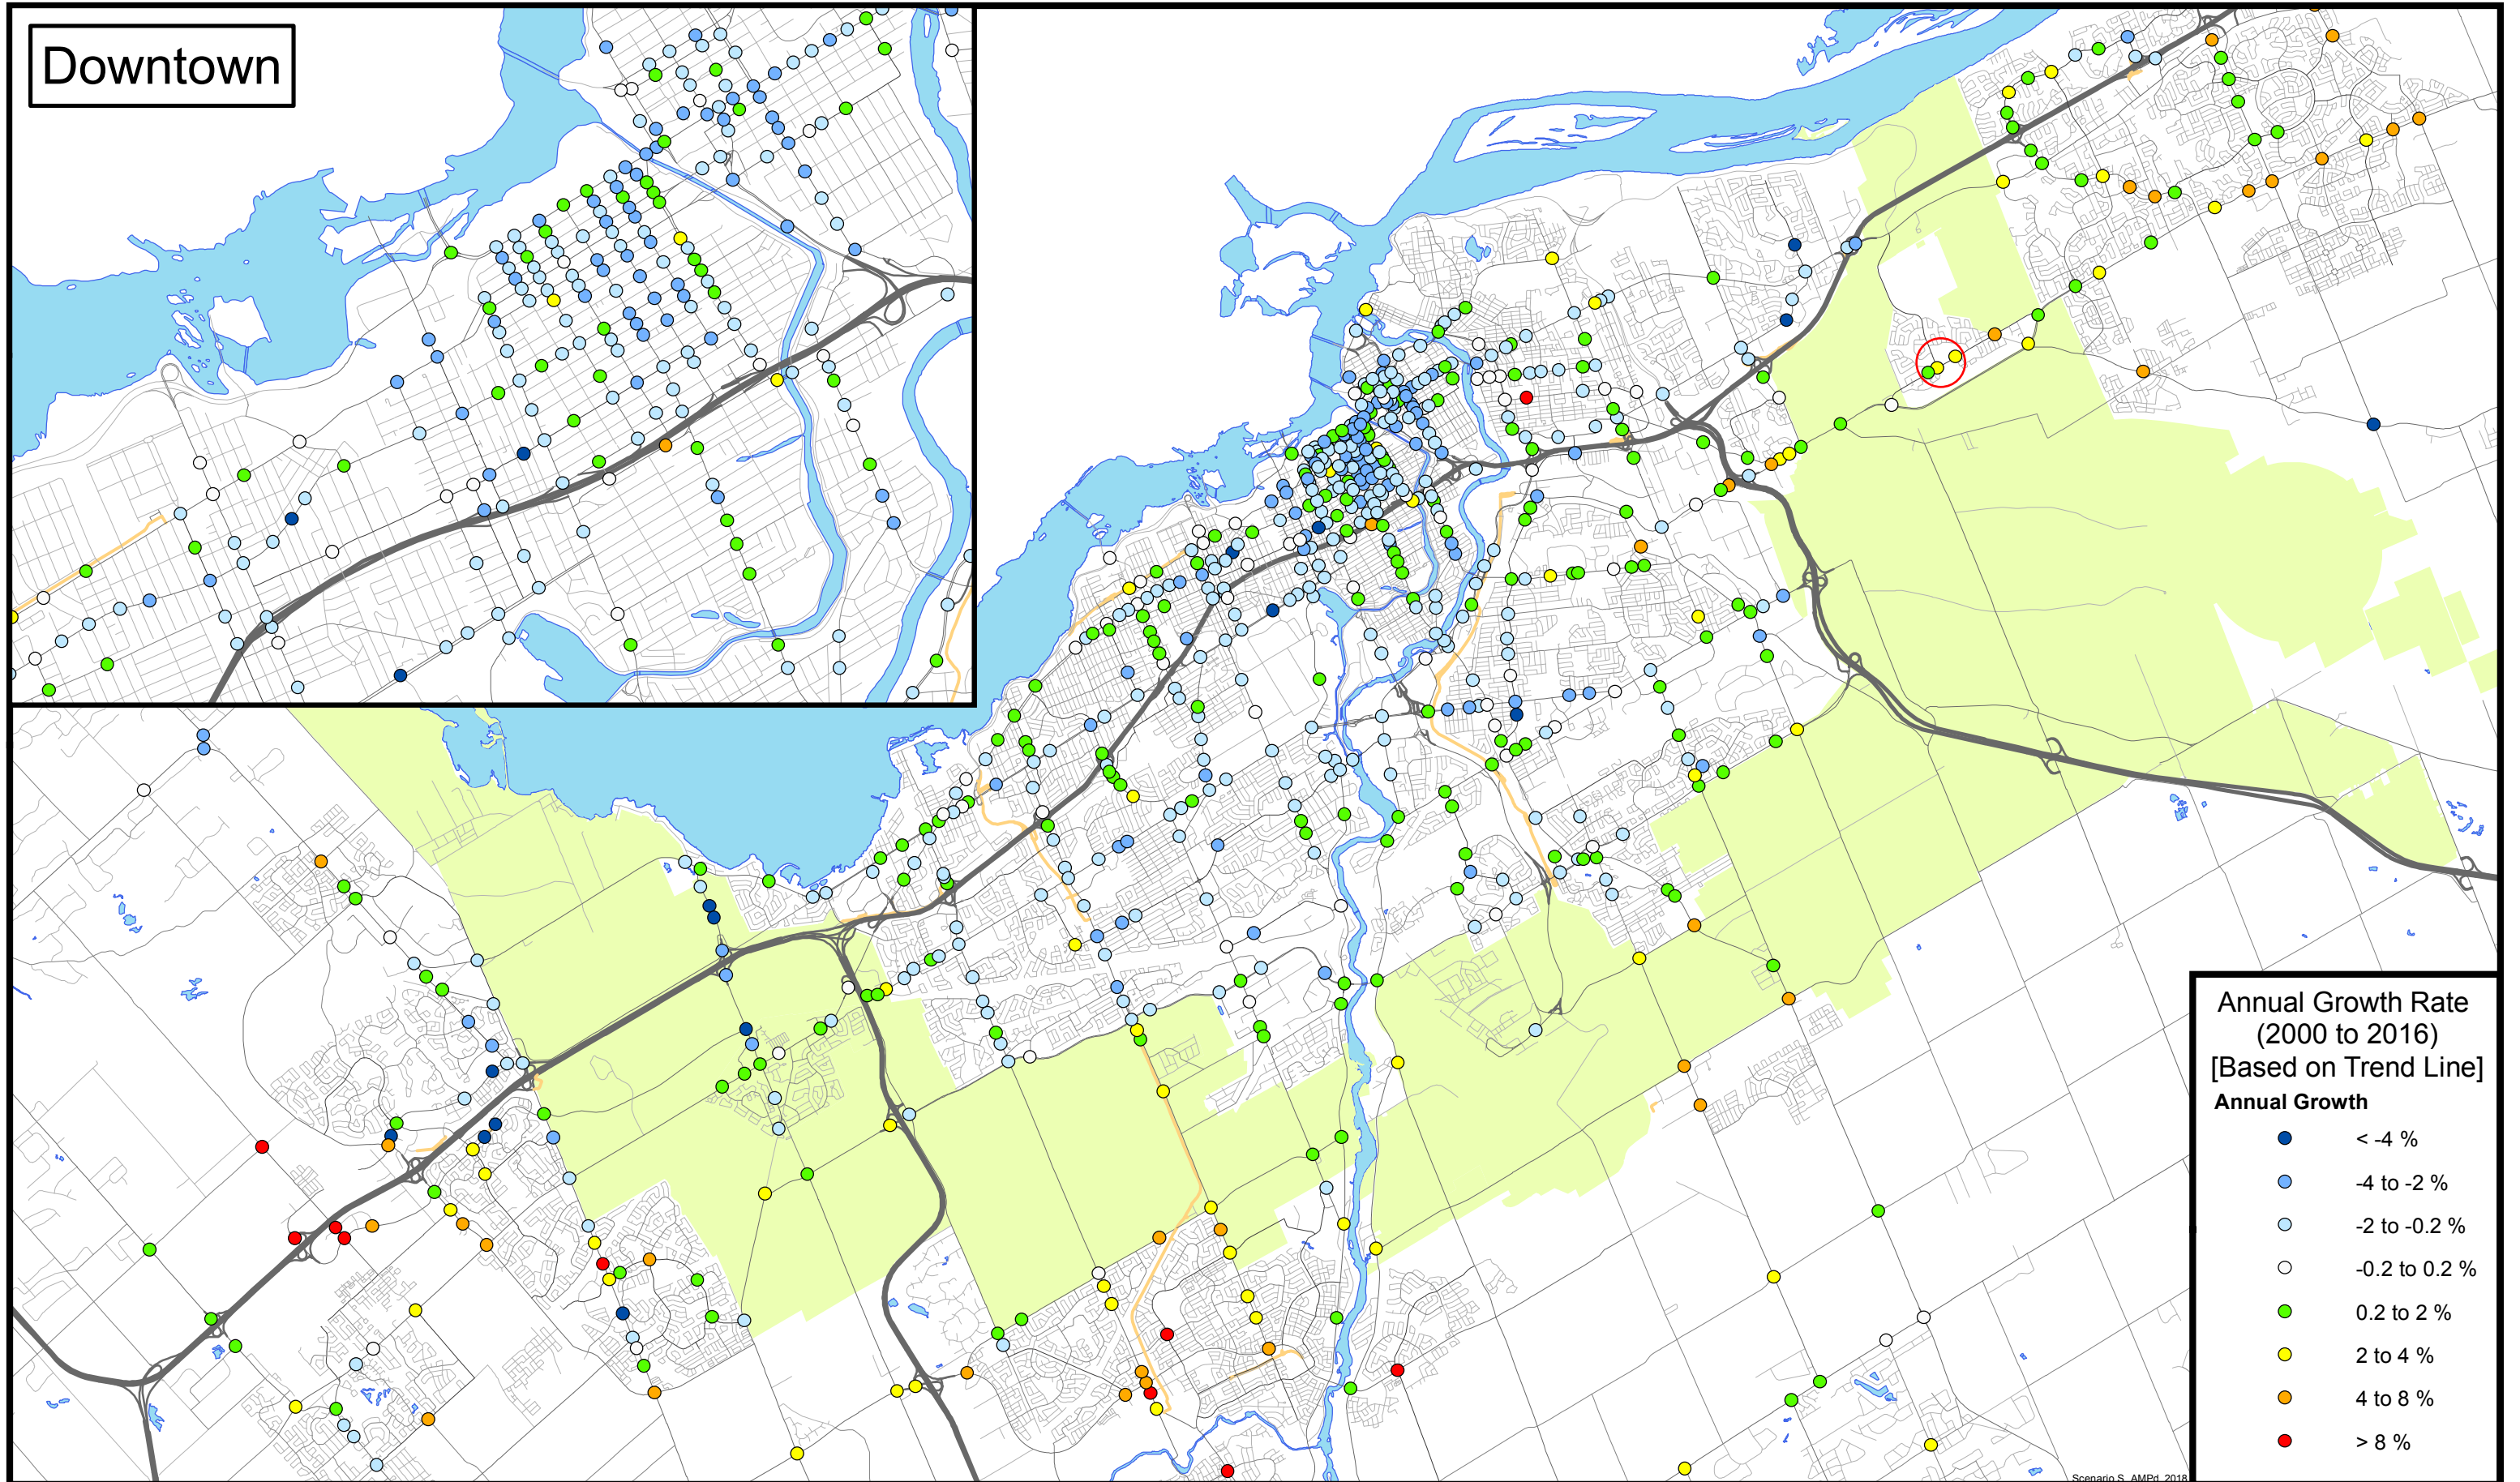 Downtown
Annual Growth Rate
(2000 to 2016)
[Based on Trend Line]
Annual Growth
< -4 %
-4 to -2 %
-2 to -0.2 %
-0.2 to 0.2 %
0.2 to 2 %
2 to 4 %
4 to 8 %
> 8 %
Scenario S, AMPd, 2018